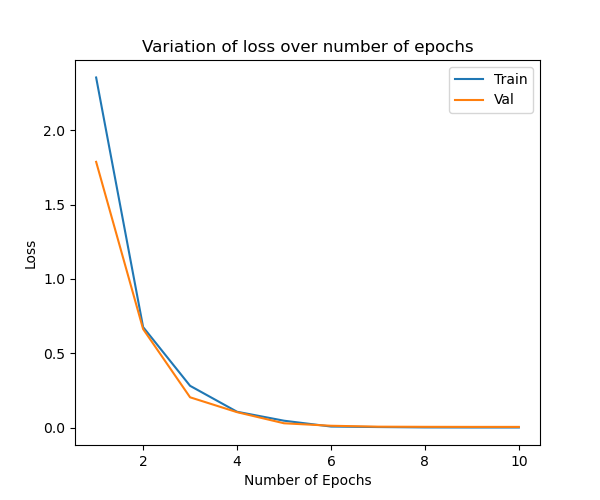 Variation of loss over number of epochs
Train
Val
2.0
1.5
1.0
0.5
0.0
Loss
2 4 6 8 10
Number of Epochs